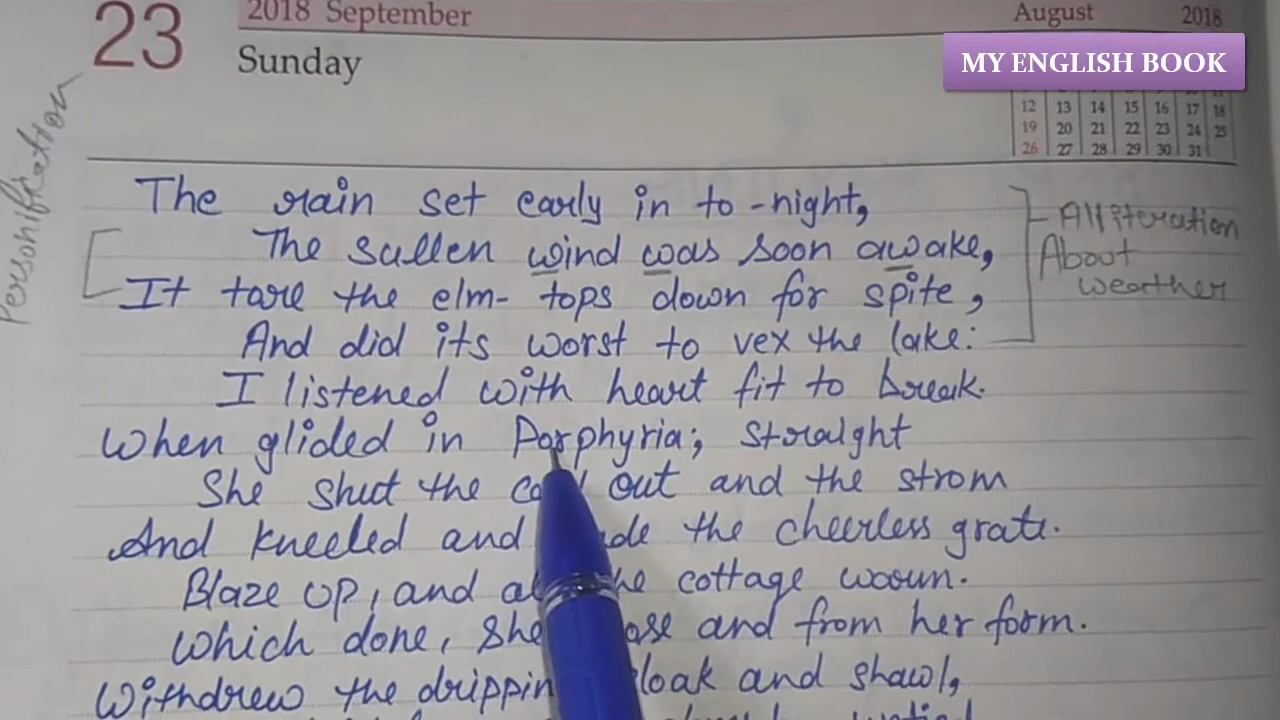 23
2018 September
August 2018
Sunday
MY ENGLISH BOOK
12 13 14 15 16 17 18
19 20 21 22 23 24 25
26 27 28 29 30 31
Personification
The rain set early in to-night,
The sullen wind was soon awake,
It tare the elm-tops down for spite,
And did its worst to vex the lake:
I listened with heart fit to break.
When glided in Porphyria; straight
She shut the out and the strom
And kneeled and the cheerless grate.
Blaze up, and cottage warm.
Which done, she and from her form.
Withdrew the cloak and shawl,
Alliteration
About
wearther